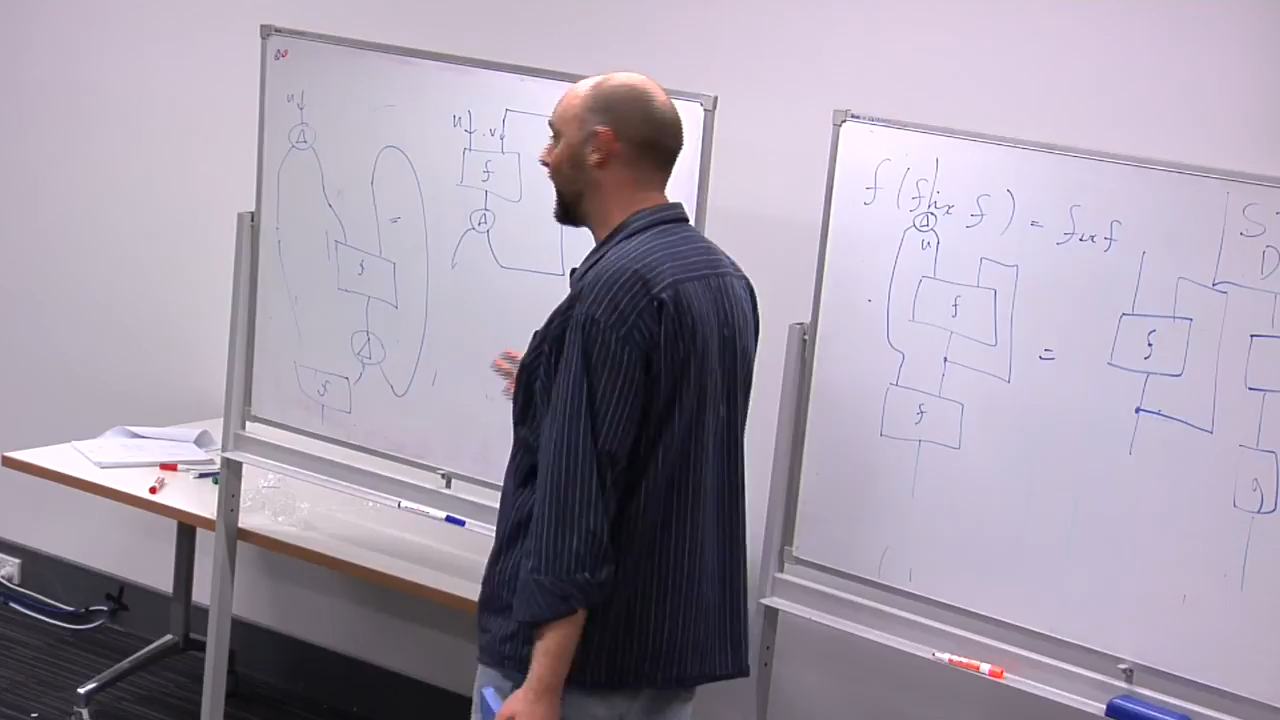 u
Δ
f
Δ
f
=
u v
f
Δ
f(fix f) = fix f
Δ
u
f
f
=
f
S
D
g